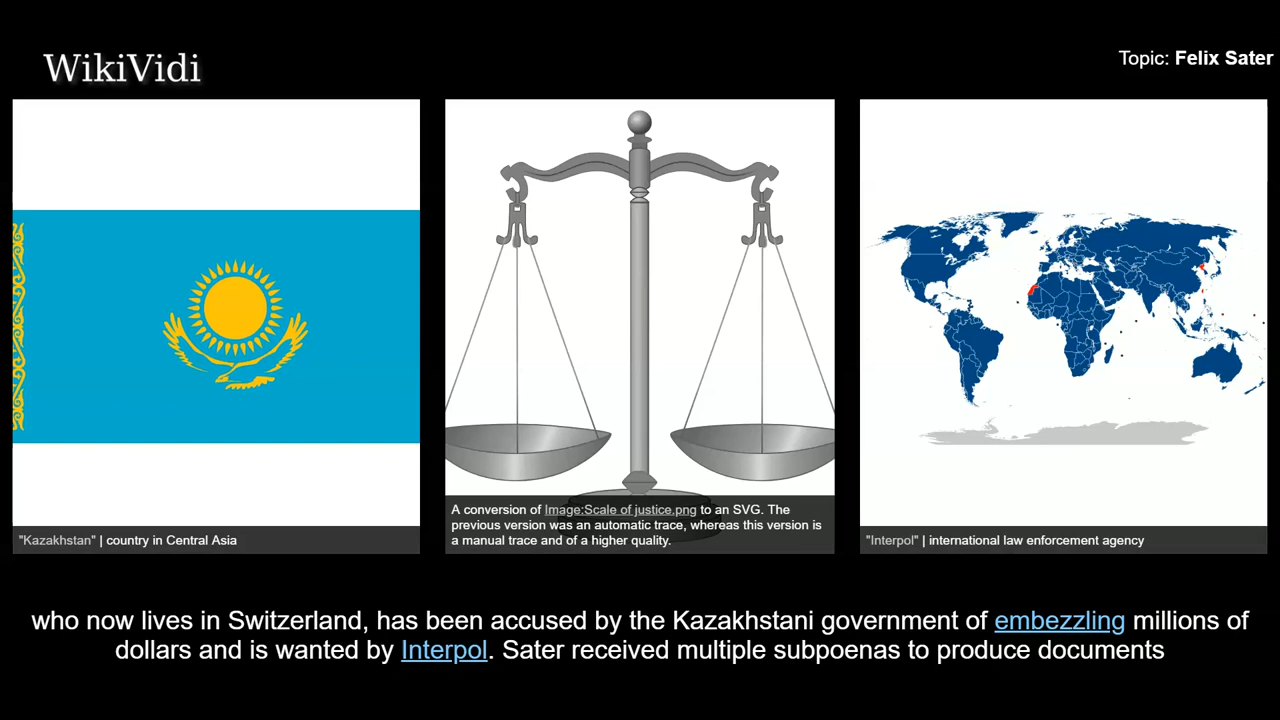 WikiVidi
Topic: Felix Sater
"Kazakhstan" | country in Central Asia
A conversion of Image:Scale of justice.png to an SVG. The
previous version was an automatic trace, whereas this version is
a manual trace and of a higher quality.
"Interpol" | international law enforcement agency
who now lives in Switzerland, has been accused by the Kazakhstani government of embezzling millions of
dollars and is wanted by Interpol. Sater received multiple subpoenas to produce documents